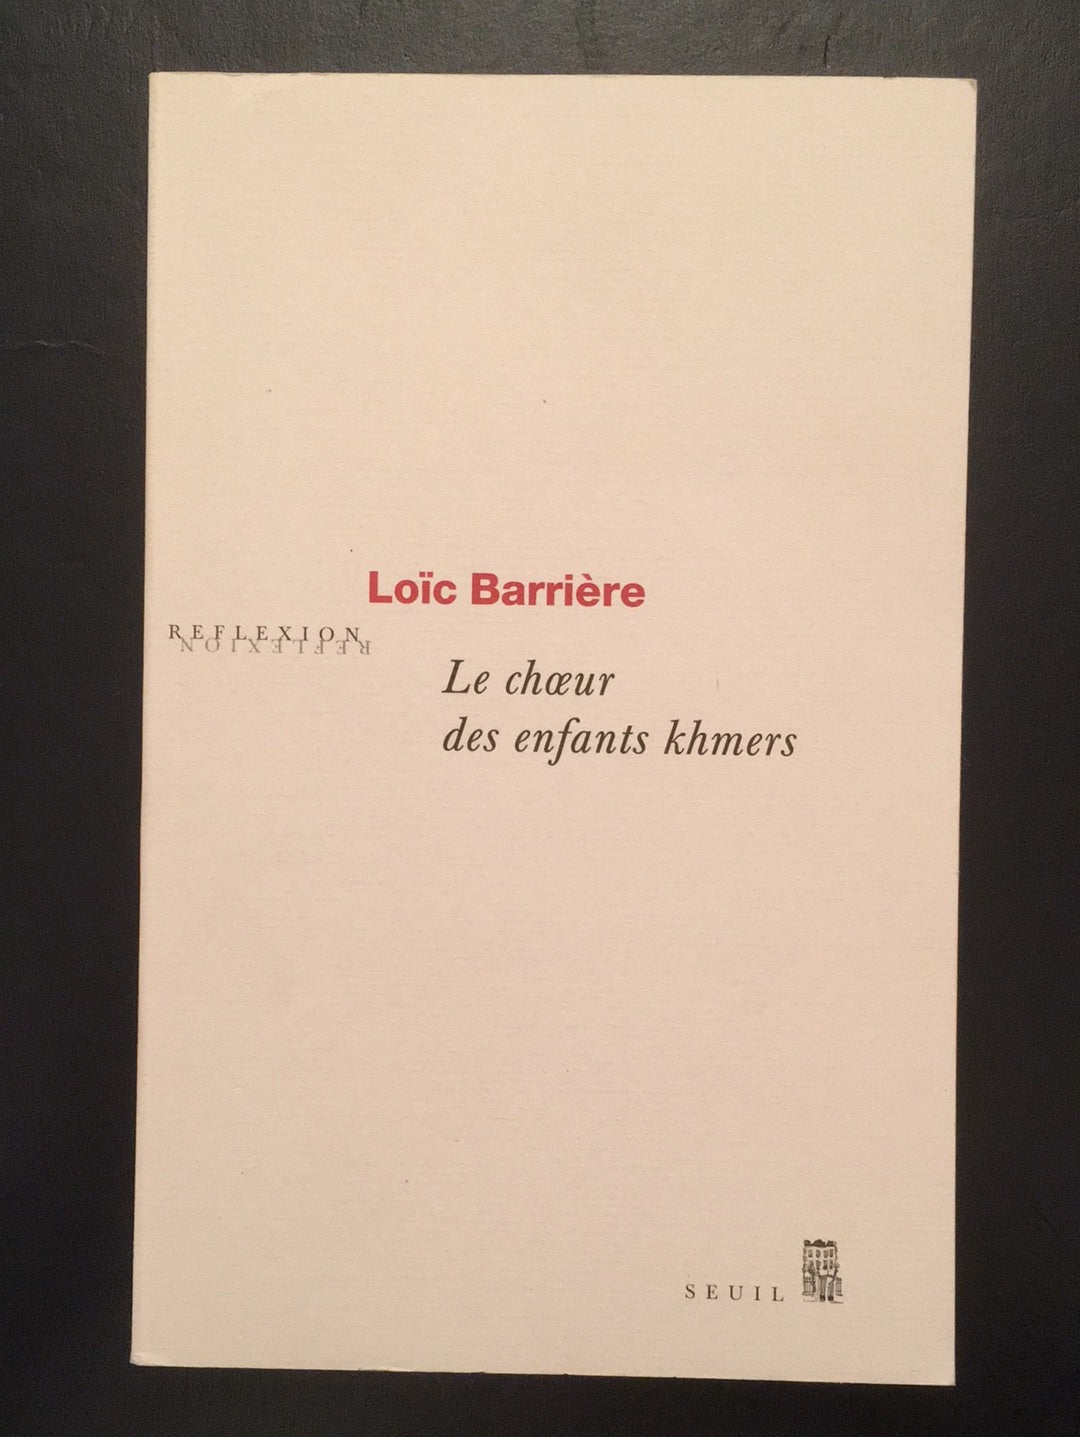 Loïc Barrière
REFLEXION
REFLEXION
Le chœur
des enfants khmers
SEUIL